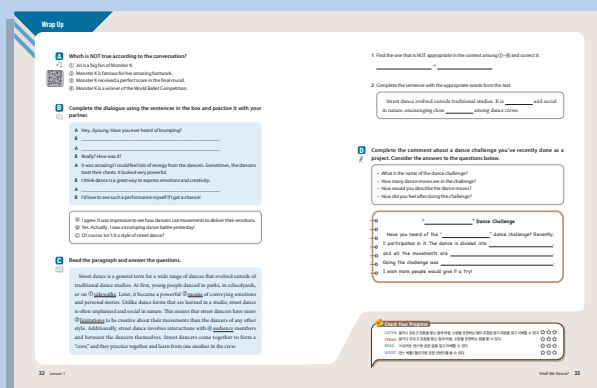 Wrap Up
A Which is NOT true according to the conversation?
① Jin is a big fan of Monster K.
② Monster K is famous for her amazing footwork.
③ Monster K received a perfect score in the final round.
④ Monster K is a winner of the World Ballet Competition.
B Complete the dialogue using the sentences in the box and practice it with your
partner.
A Hey, Jiyoung. Have you ever heard of krumping?
B
A
B Really? How was it?
A It was amazing! I could feel lots of energy from the dancers. Sometimes, the dancers
beat their chests. It looked very powerful.
B I think dance is a great way to express emotions and creativity.
A
B I'd love to see such a performance myself if I get a chance!
ⓐ I agree. It was impressive to see how dancers use movements to deliver their emotions.
ⓑ Yes. Actually, I saw a krumping dance battle yesterday!
ⓒ Of course. Isn't it a style of street dance?
C Read the paragraph and answer the questions.
Street dance is a general term for a wide range of dances that evolved outside of
traditional dance studios. At first, young people danced in parks, in schoolyards,
or on ①sidewalks. Later, it became a powerful ②means of conveying emotions
and personal stories. Unlike dance forms that are learned in a studio, street dance
is often unplanned and social in nature. This means that street dancers have more
③limitations to be creative about their movements than the dancers of any other
style. Additionally, street dance involves interactions with ④audience members
and between the dancers themselves. Street dancers come together to form a
"crew," and they practice together and learn from one another in the crew.
32 Lesson 1
1 Find the one that is NOT appropriate in the context among ①~④ and correct it.
→
2 Complete the sentence with the appropriate words from the text.
Street dance evolved outside traditional studios. It is and social
in nature, encouraging close among dance crews.
D Complete the comment about a dance challenge you've recently done as a
project. Consider the answers to the questions below.
• What is the name of the dance challenge?
• How many dance moves are in the challenge?
• How would you describe the dance moves?
• How did you feel after doing the challenge?
" " Dance Challenge
Have you heard of the " " dance challenge? Recently,
I participated in it. The dance is divided into ,
and all the movements are .
Doing the challenge was .
I wish more people would give it a try!
Check Your Progress
LISTEN
SPEAK
READ
WRITE
Shall We Dance? 33